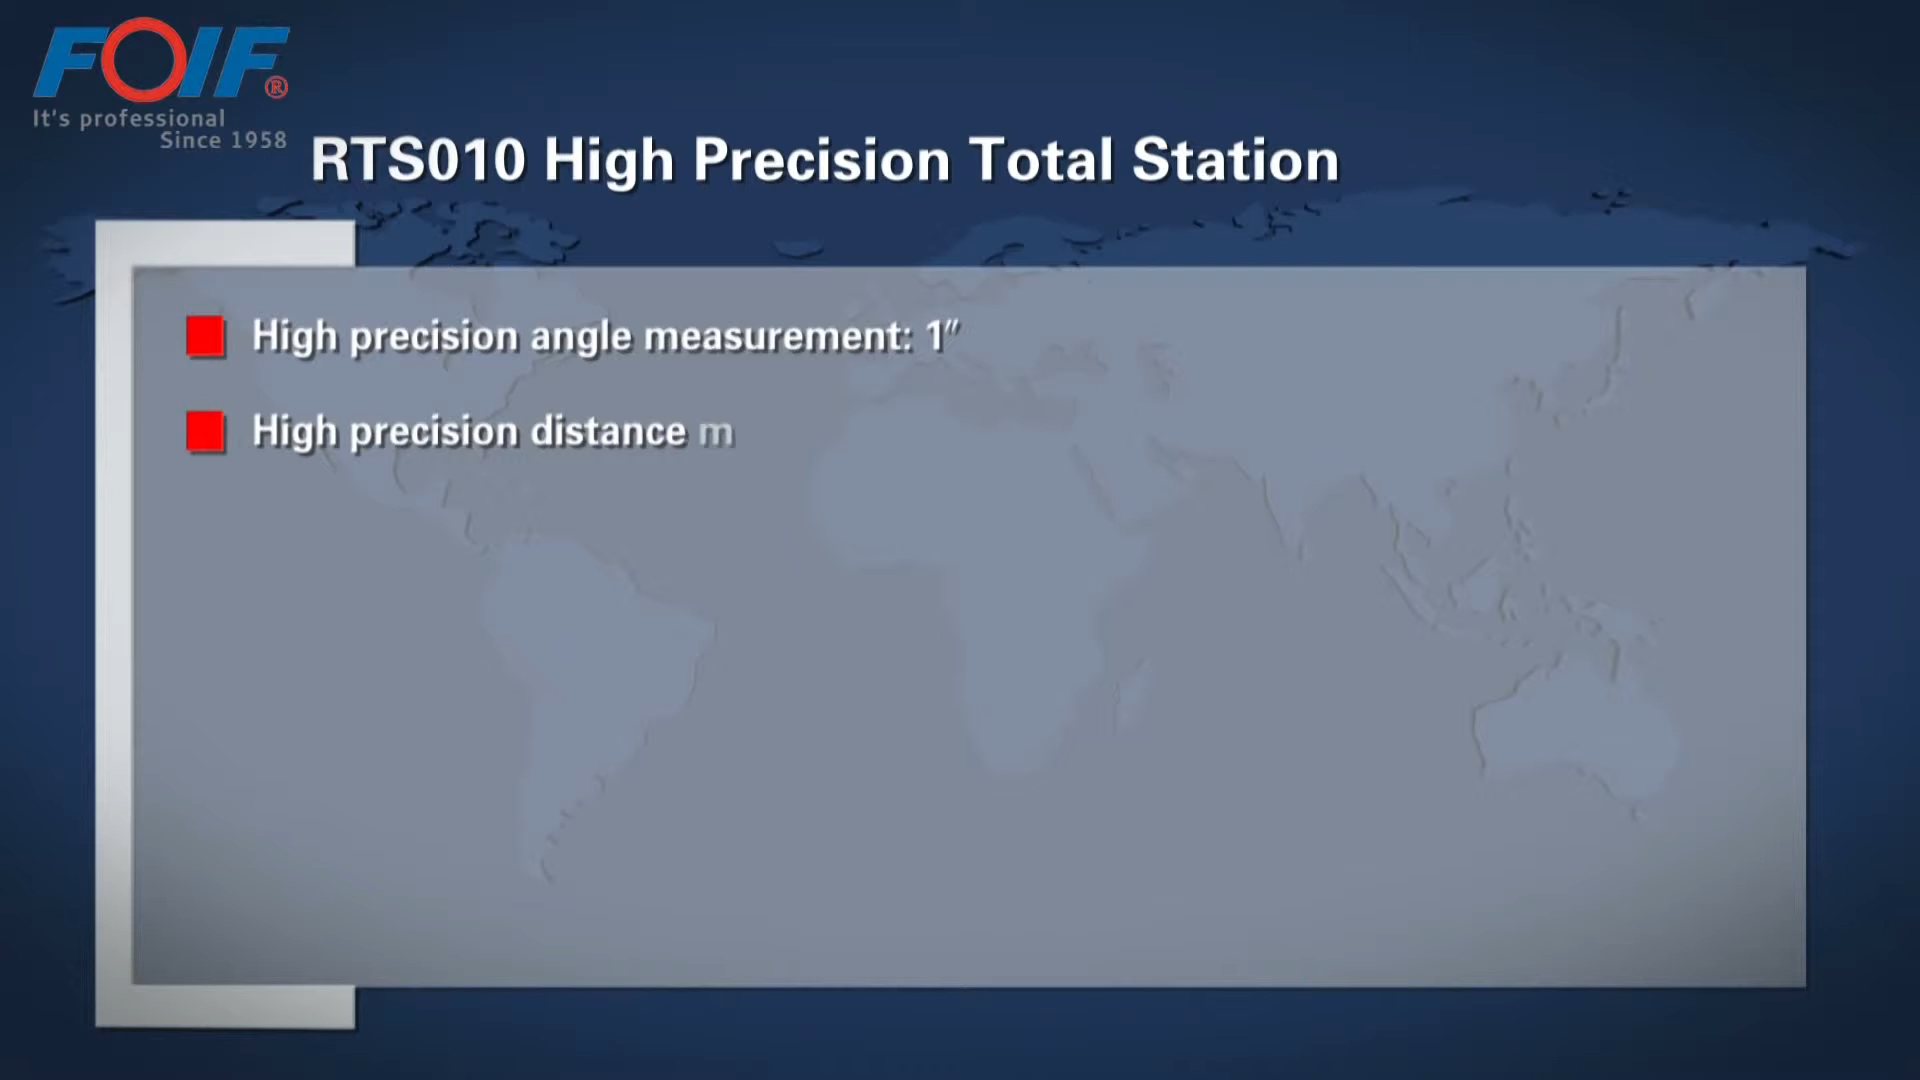 FOIF®
It's professional
Since 1958
RTS010 High Precision Total Station
High precision angle measurement: 1″
High precision distance m